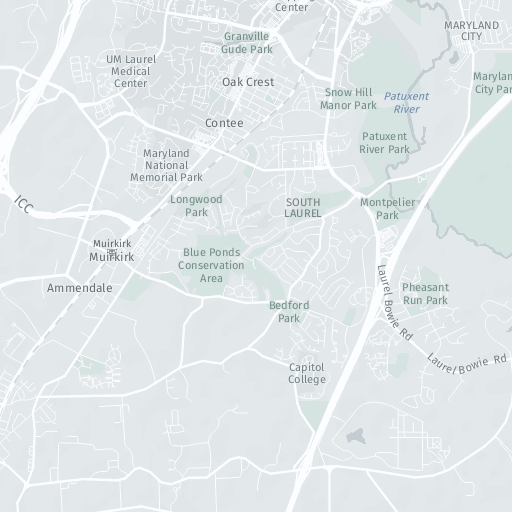 Center
Granville
Gude Park
MARYLAND
CITY
UM Laurel
Medical
Center
Oak Crest
Maryland
City Par
Snow Hill
Manor Park
Patuxent
River
Contee
Patuxent
River Park
Maryland
National
Memorial Park
Longwood
Park
SOUTH
LAUREL
Montpelier
Park
ICC
Muirkirk
Muirkirk
Blue Ponds
Conservation
Area
Ammendale
Laurel Bowie Rd
Pheasant
Run Park
Bedford
Park
Laurel Bowie Rd
Capitol
College